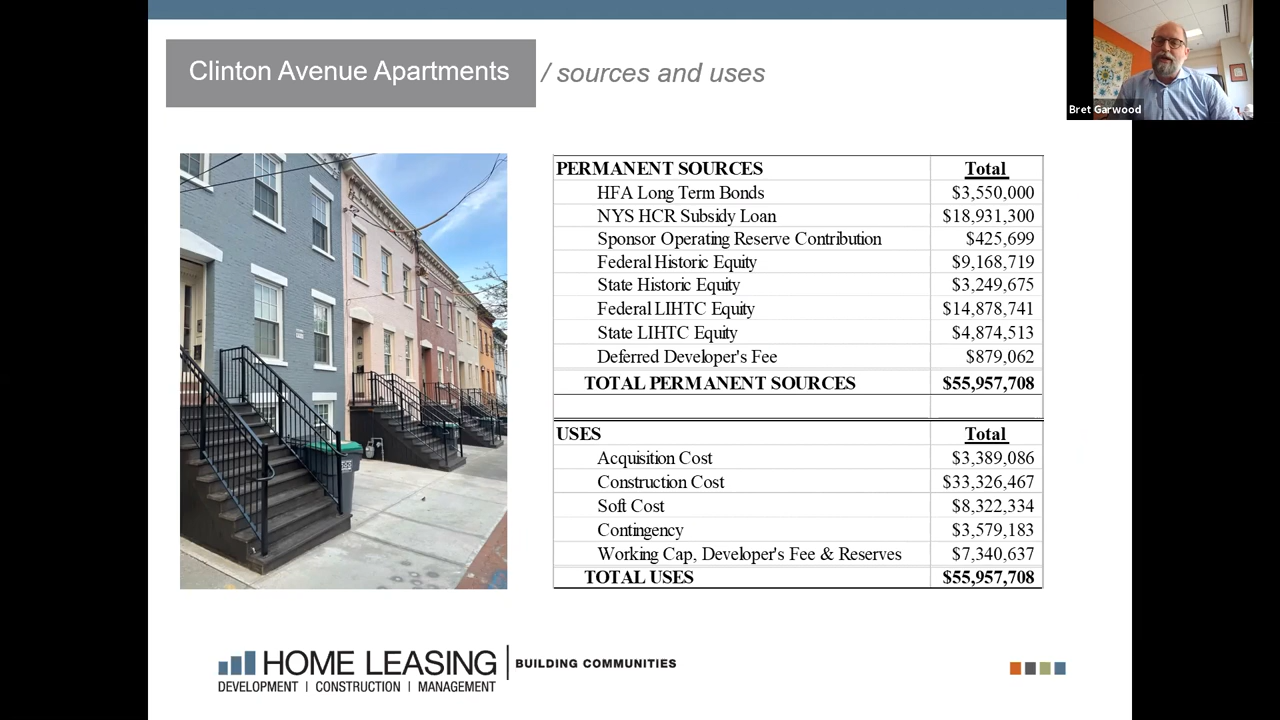 Clinton Avenue Apartments / sources and uses
Bret Garwood
PERMANENT SOURCES Total
HFA Long Term Bonds $3,550,000
NYS HCR Subsidy Loan $18,931,300
Sponsor Operating Reserve Contribution $425,699
Federal Historic Equity $9,168,719
State Historic Equity $3,249,675
Federal LIHTC Equity $14,878,741
State LIHTC Equity $4,874,513
Deferred Developer's Fee $879,062
TOTAL PERMANENT SOURCES $55,957,708
USES Total
Acquisition Cost $3,389,086
Construction Cost $33,326,467
Soft Cost $8,322,334
Contingency $3,579,183
Working Cap, Developer's Fee & Reserves $7,340,637
TOTAL USES $55,957,708
HOME LEASING | BUILDING COMMUNITIES
DEVELOPMENT | CONSTRUCTION | MANAGEMENT